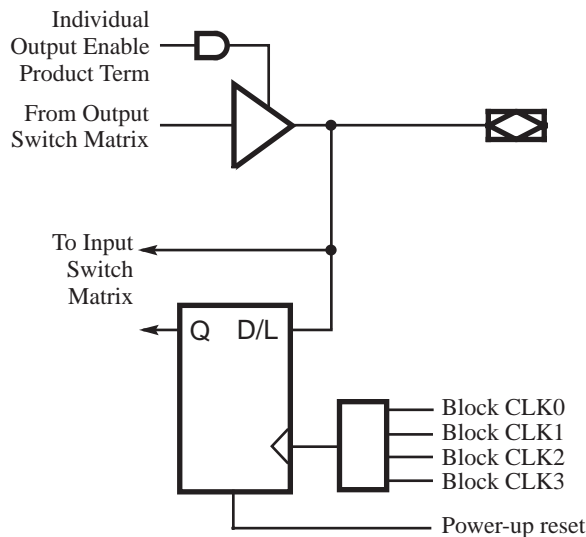 Individual
Output Enable
Product Term
From Output
Switch Matrix
To Input
Switch
Matrix
Q D/L
Block CLK0
Block CLK1
Block CLK2
Block CLK3
Power-up reset